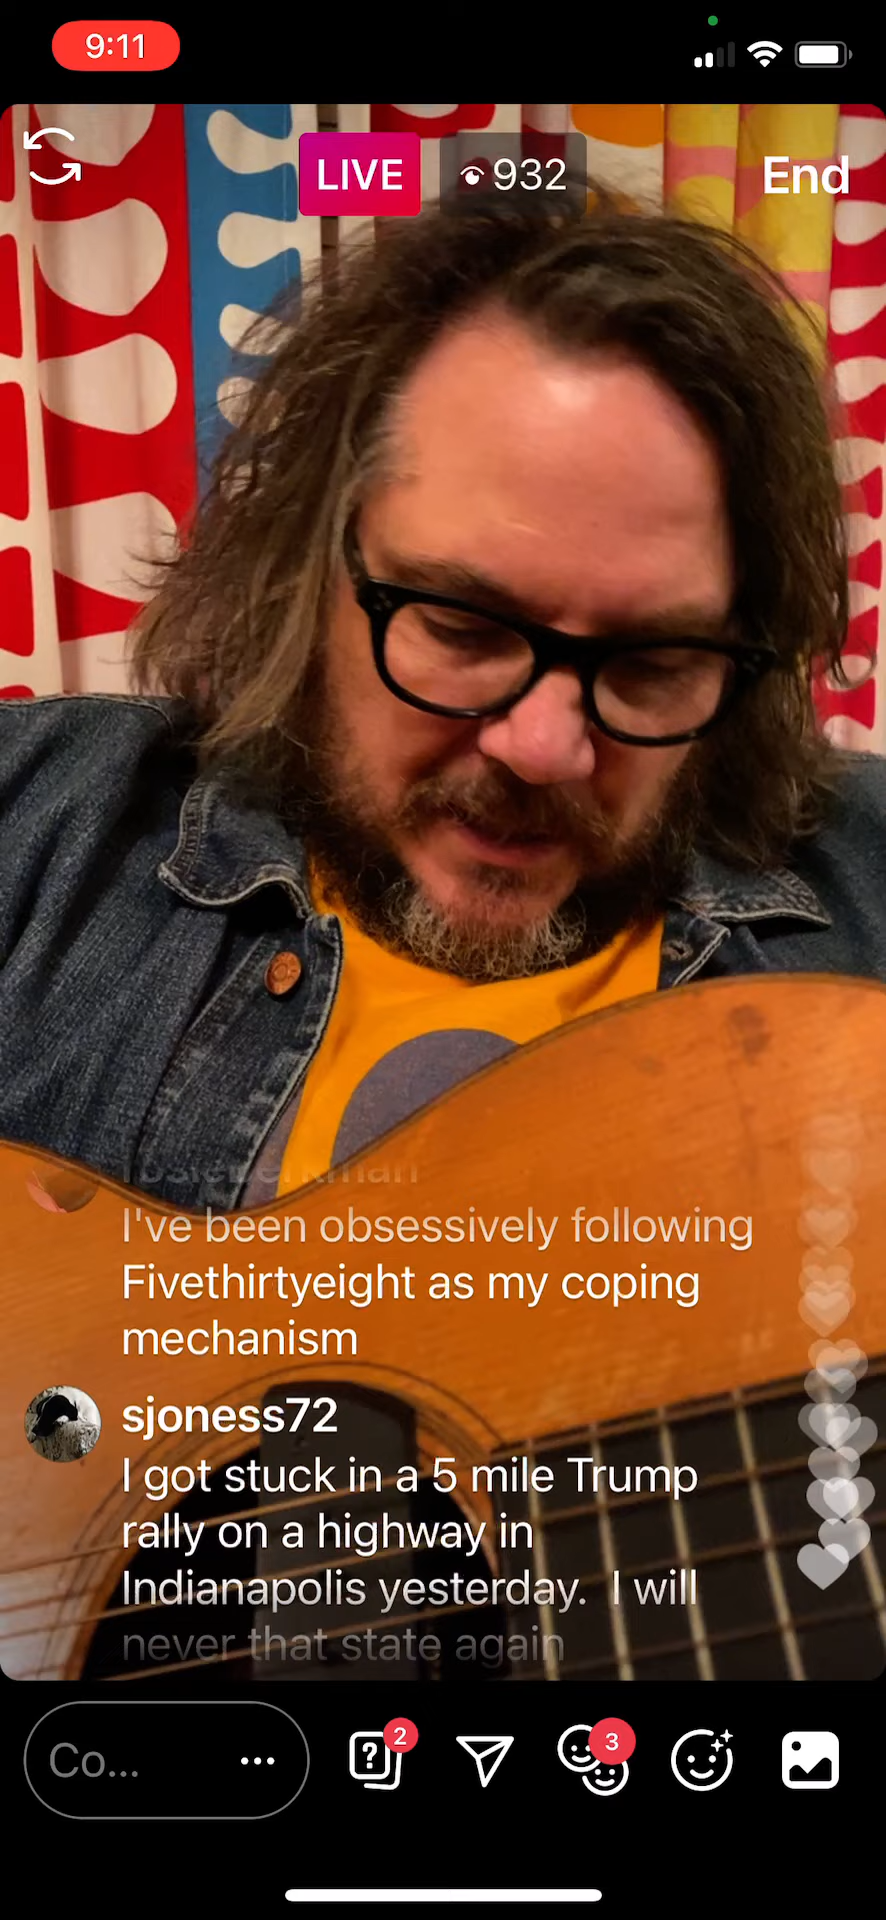 9:11
LIVE 932 End
I've been obsessively following
Fivethirtyeight as my coping
mechanism
sjoness72
I got stuck in a 5 mile Trump
rally on a highway in
Indianapolis yesterday.  I will
never that state again
Co... ...
2
3